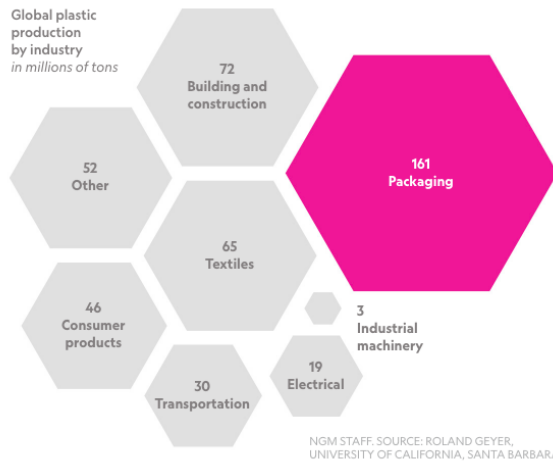 Global plastic
production
by industry
in millions of tons
72
Building and
construction
161
Packaging
52
Other
65
Textiles
46
Consumer
products
3
Industrial
machinery
19
Electrical
30
Transportation
NGM STAFF. SOURCE: ROLAND GEYER,
UNIVERSITY OF CALIFORNIA, SANTA BARBARA